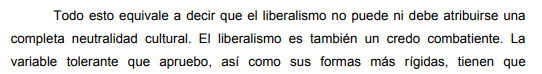 Todo esto equivale a decir que el liberalismo no puede ni debe atribuirse una
completa neutralidad cultural. El liberalismo es también un credo combatiente. La
variable tolerante que apruebo, así como sus formas más rígidas, tienen que